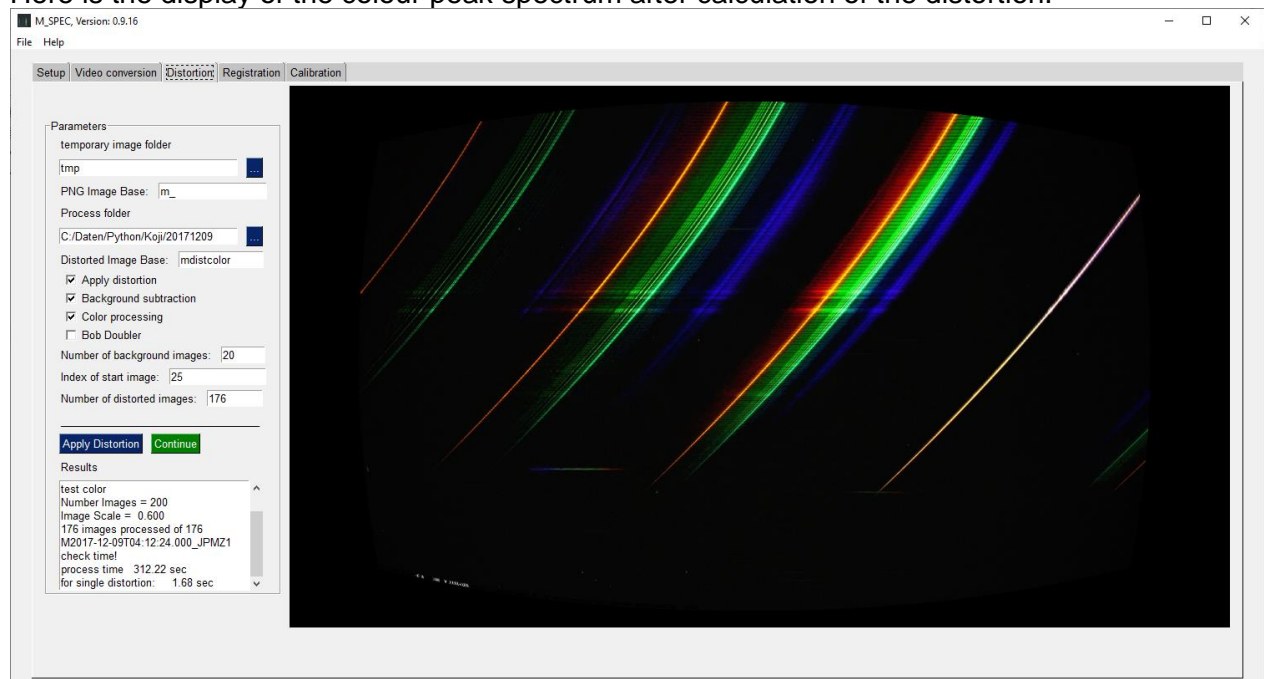 Here is the display of the colour peak spectrum after calculation of the distortion.
M_SPEC, Version: 0.9.16
File Help
Setup Video conversion Distortion Registration Calibration
Parameters
temporary image folder
tmp ...
PNG Image Base: m_
Process folder
C:/Daten/Python/Koji/20171209 ...
Distorted Image Base: mdistcolor
Apply distortion
Background subtraction
Color processing
Bob Doubler
Number of background images: 20
Index of start image: 25
Number of distorted images: 176
Apply Distortion Continue
Results
test color
Number Images = 200
Image Scale = 0.600
176 images processed of 176
M2017-12-09T04:12:24.000_JPMZ1
check time!
process time 312.22 sec
for single distortion: 1.68 sec